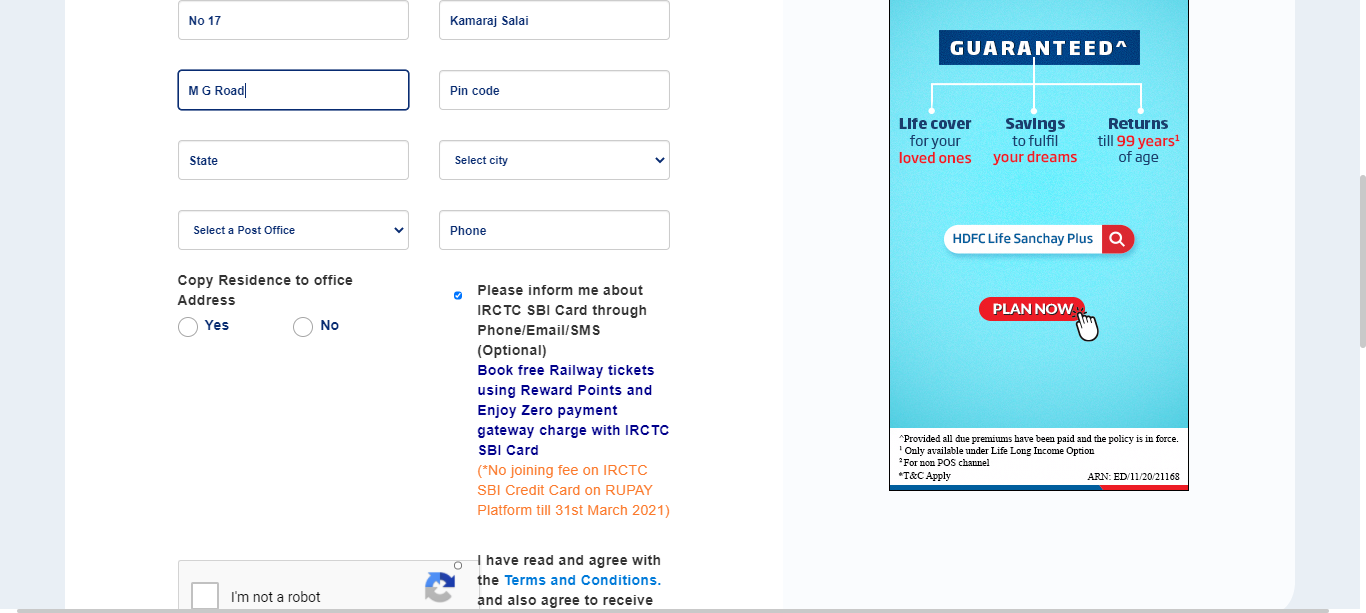 No 17
Kamaraj Salai
M G Road
Pin code
State
Select city
Select a Post Office
Phone
Copy Residence to office
Address
Yes
No
Please inform me about
IRCTC SBI Card through
Phone/Email/SMS
(Optional)
Book free Railway tickets
using Reward Points and
Enjoy Zero payment
gateway charge with IRCTC
SBI Card
(*No joining fee on IRCTC
SBI Credit Card on RUPAY
Platform till 31st March 2021)
I'm not a robot
I have read and agree with
the Terms and Conditions.
and also agree to receive
GUARANTEED^
Life cover
for your
loved ones
Savings
to fulfil
your dreams
Returns
till 99 years¹
of age
HDFC Life Sanchay Plus
PLAN NOW
^Provided all due premiums have been paid and the policy is in force.
¹ Only available under Life Long Income Option
² For non POS channel
*T&C Apply
ARN: ED/11/20/21168